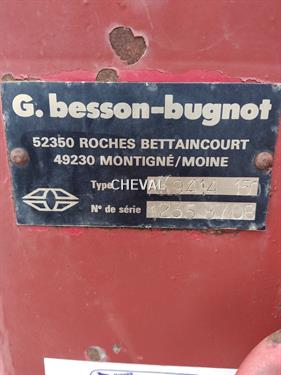 G. besson-bugnot
52350 ROCHES BETTAINCOURT
49230 MONTIGNÉ/MOINE
Type
CHEVAL
N° de série